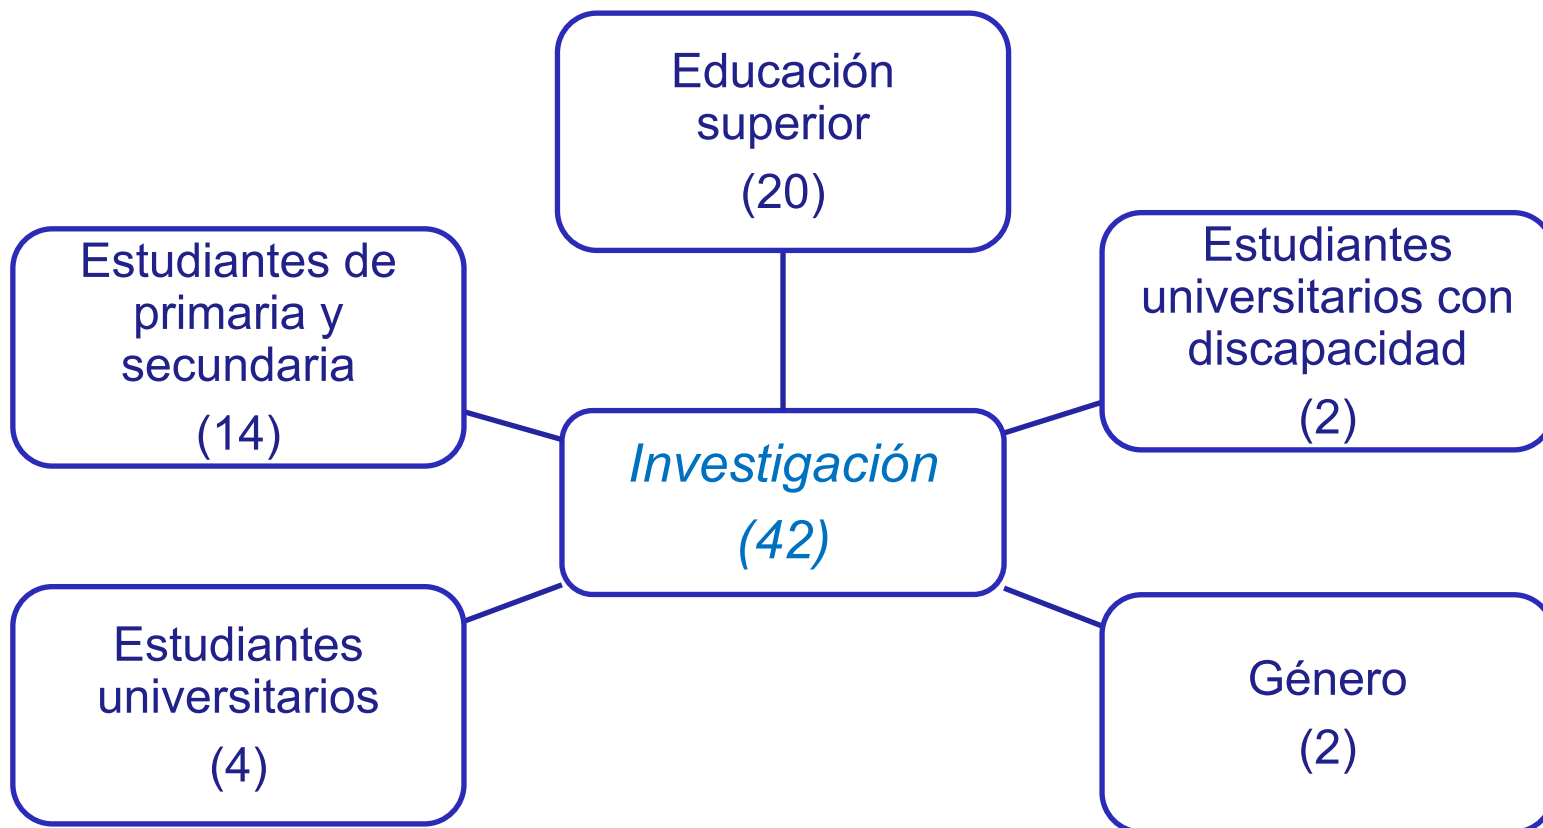 Educación
superior
(20)
Estudiantes de
primaria y
secundaria
(14)
Estudiantes
universitarios con
discapacidad
(2)
Investigación
(42)
Estudiantes
universitarios
(4)
Género
(2)